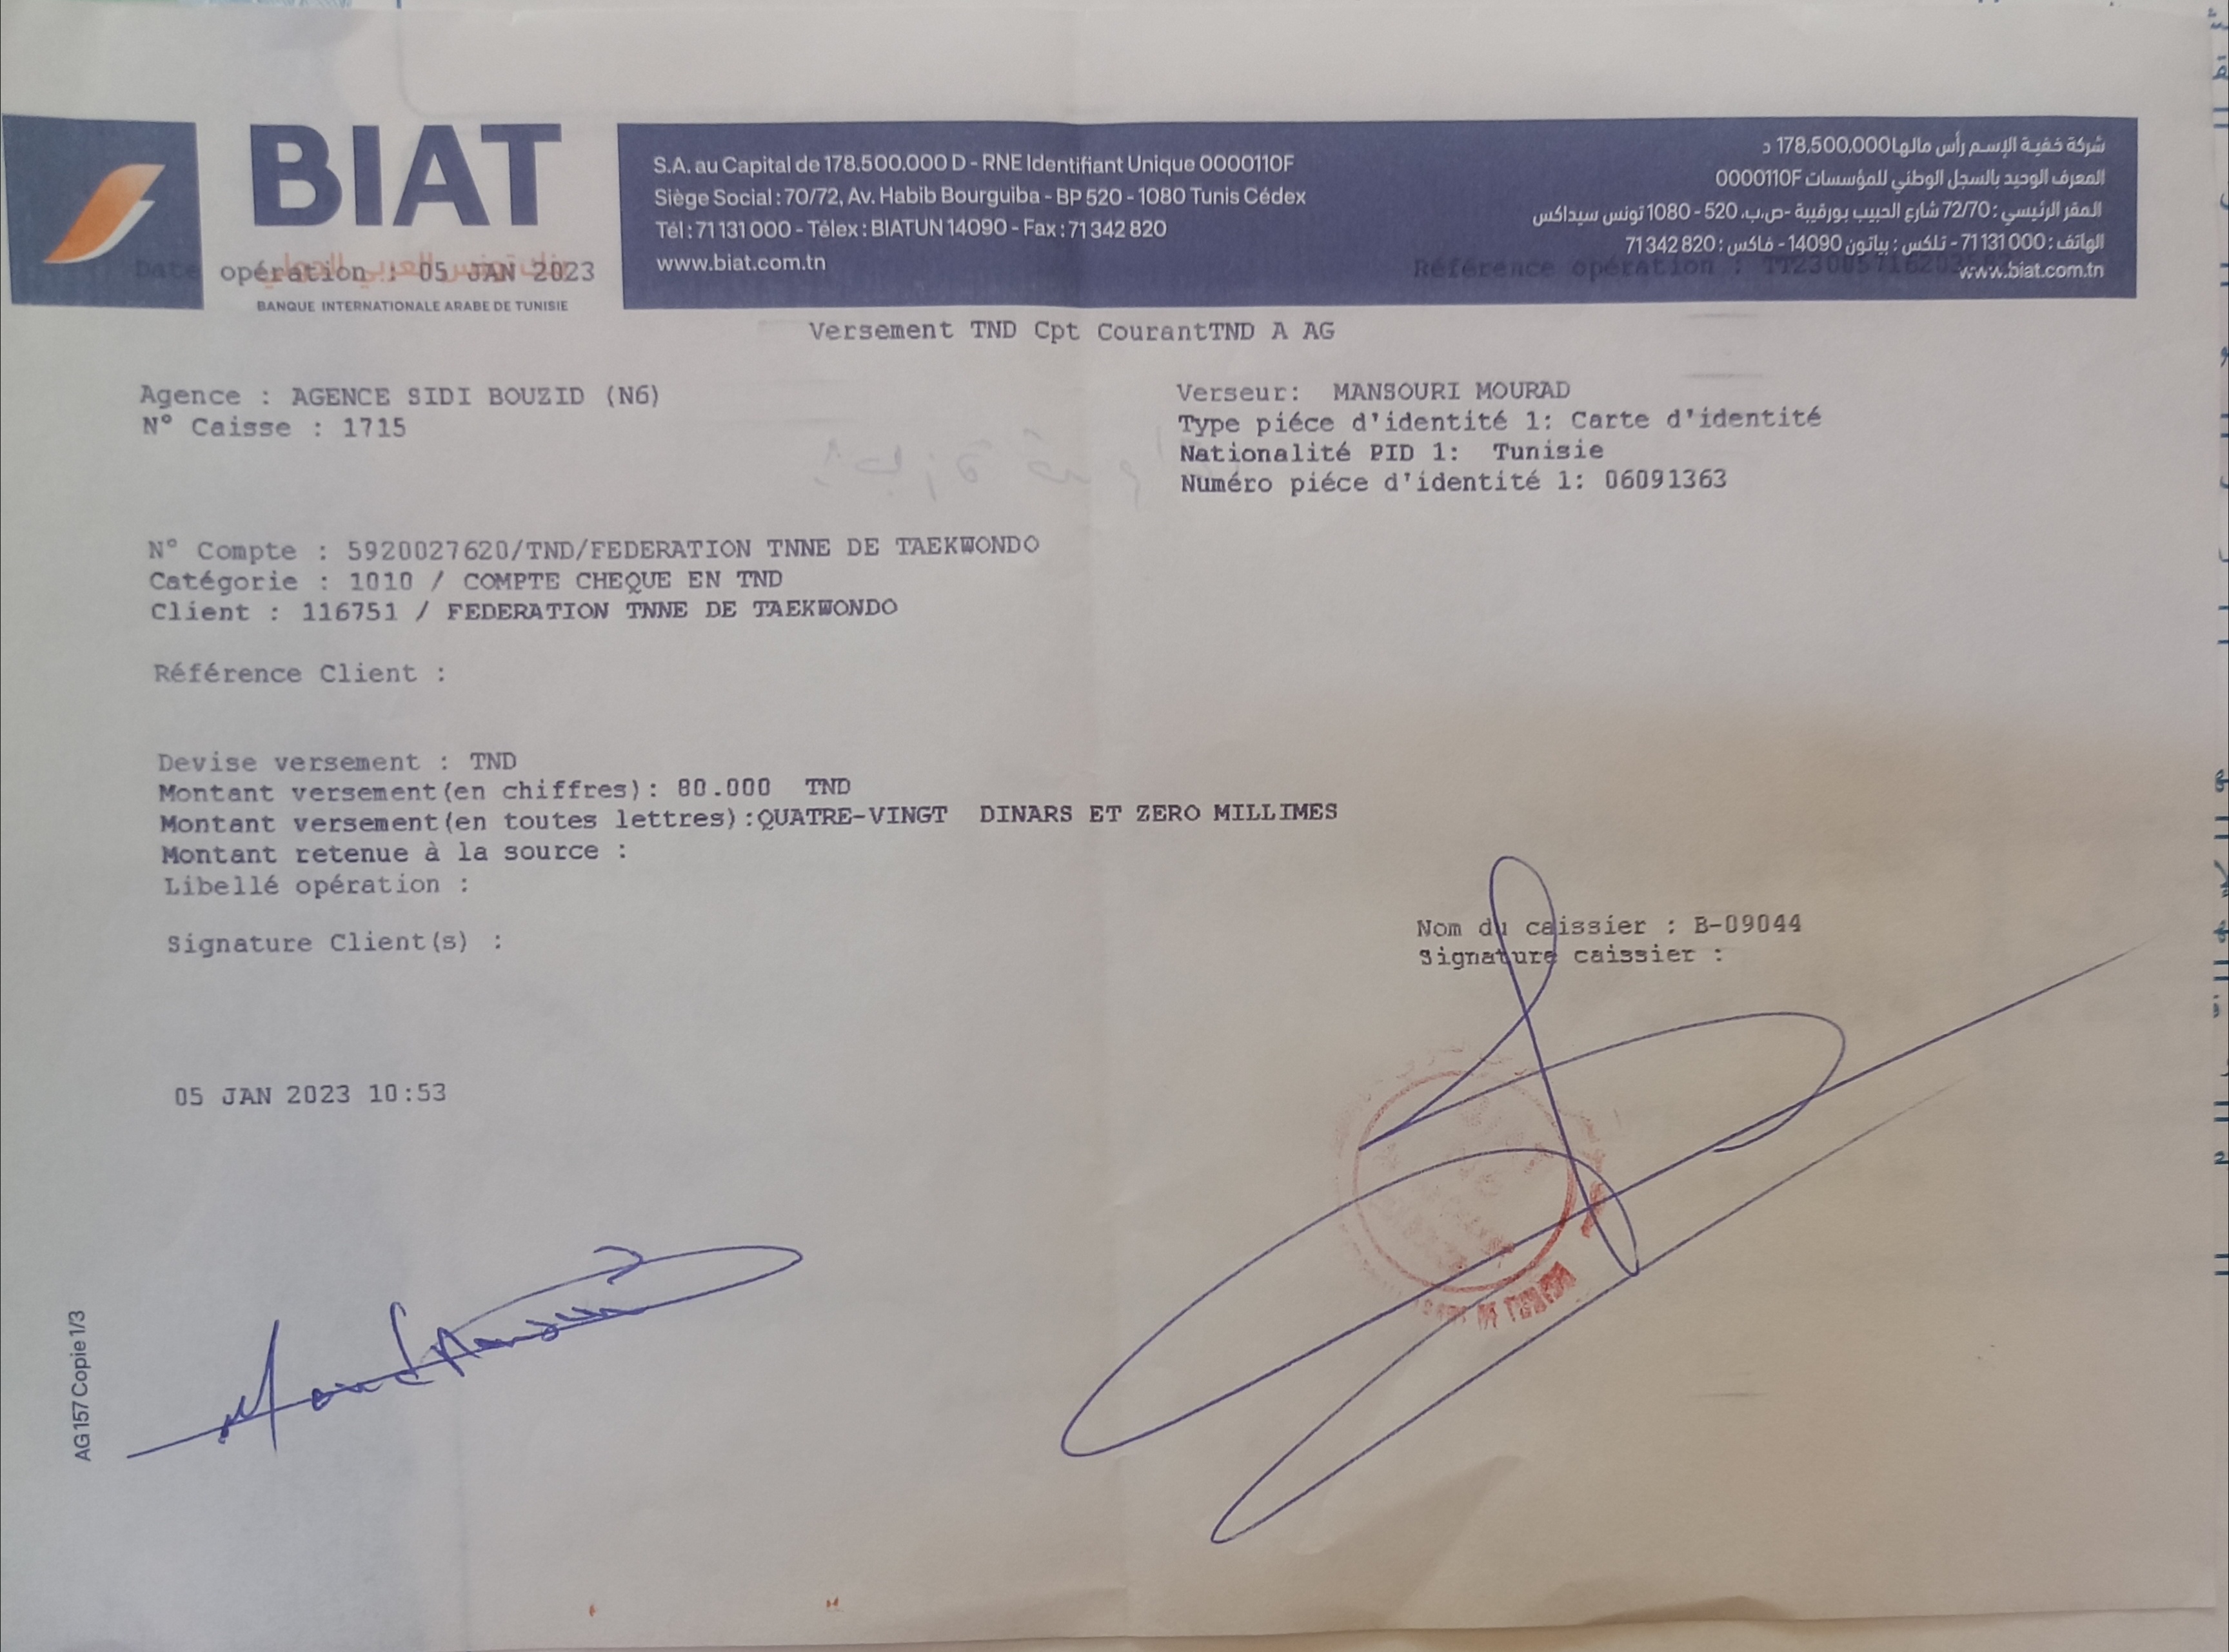 BIAT
بنك تونس العربي الدولي
Date opération : 05 JAN 2023
BANQUE INTERNATIONALE ARABE DE TUNISIE
S.A. au Capital de 178.500.000 D - RNE Identifiant Unique 0000110F
Siège Social : 70/72, Av. Habib Bourguiba - BP 520 - 1080 Tunis Cédex
Tél : 71 131 000 - Télex : BIATUN 14090 - Fax : 71 342 820
www.biat.com.tn
شركة خفية الإسم رأس مالها 178,500,000 د
المعرف الوحيد بالسجل الوطني للمؤسسات 0000110F
المقر الرئيسي : 72/70 شارع الحبيب بورقيبة -ص.ب. 520 - 1080 تونس سيداكس
الهاتف : 71 131 000 - تلكس : بياتون 14090 - فاكس : 71 342 820
www.biat.com.tn
Référence opération :
Versement TND Cpt CourantTND A AG
Agence : AGENCE SIDI BOUZID (N6)
N° Caisse : 1715
Verseur: MANSOURI MOURAD
Type piéce d'identité 1: Carte d'identité
Nationalité PID 1: Tunisie
Numéro piéce d'identité 1: 06091363
N° Compte : 5920027620/TND/FEDERATION TNNE DE TAEKWONDO
Catégorie : 1010 / COMPTE CHEQUE EN TND
Client : 116751 / FEDERATION TNNE DE TAEKWONDO
Référence Client :
Devise versement : TND
Montant versement(en chiffres): 80.000 TND
Montant versement(en toutes lettres):QUATRE-VINGT DINARS ET ZERO MILLIMES
Montant retenue à la source :
Libellé opération :
Signature Client(s) :
Nom du caissier : B-09044
Signature caissier :
05 JAN 2023 10:53
AG 157 Copie 1/3